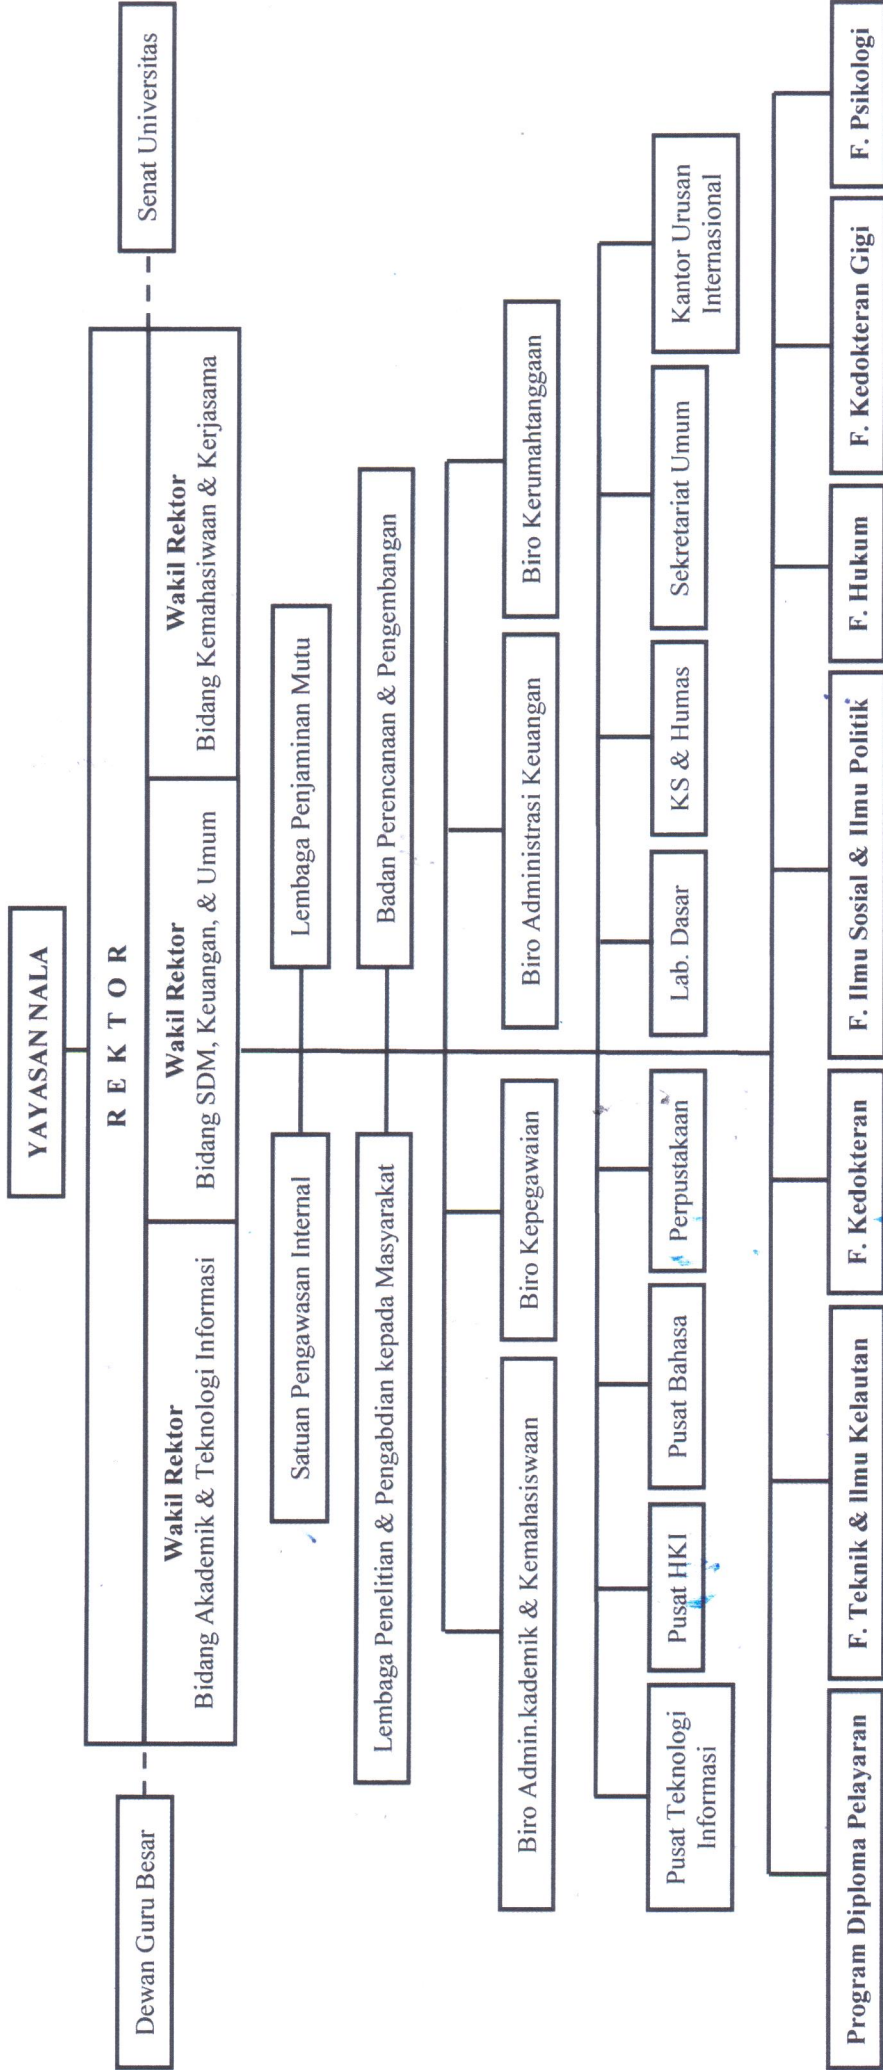 YAYASAN NALA
R E K T O R
Wakil Rektor
Bidang Akademik & Teknologi Informasi
Wakil Rektor
Bidang SDM, Keuangan, & Umum
Wakil Rektor
Bidang Kemahasiwaan & Kerjasama
Dewan Guru Besar
Senat Universitas
Satuan Pengawasan Internal
Lembaga Penjaminan Mutu
Lembaga Penelitian & Pengabdian kepada Masyarakat
Badan Perencanaan & Pengembangan
Biro Admin.kademik & Kemahasiswaan
Biro Kepegawaian
Biro Administrasi Keuangan
Biro Kerumahtanggaan
Pusat Teknologi
Informasi
Pusat HKI
Pusat Bahasa
Perpustakaan
Lab. Dasar
KS & Humas
Sekretariat Umum
Kantor Urusan
Internasional
Program Diploma Pelayaran
F. Teknik & Ilmu Kelautan
F. Kedokteran
F. Ilmu Sosial & Ilmu Politik
F. Hukum
F. Kedokteran Gigi
F. Psikologi